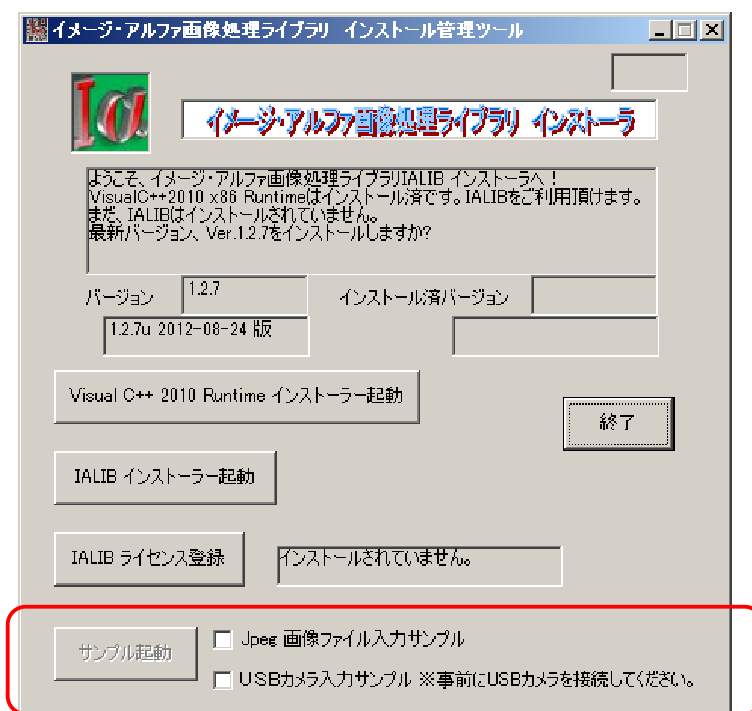 イメージ・アルファ画像処理ライブラリ インストール管理ツール
Iα
イメージ・アルファ画像処理ライブラリ インストーラ
ようこそ、イメージ・アルファ画像処理ライブラリIALIB インストーラへ！
VisualC++2010 x86 Runtimeはインストール済です。IALIBをご利用頂けます。
まだ、IALIBはインストールされていません。
最新バージョン、Ver.1.2.7をインストールしますか?
バージョン 1.2.7 インストール済バージョン
1.2.7u 2012-08-24 版
Visual C++ 2010 Runtime インストーラー起動
終了
IALIB インストーラー起動
IALIB ライセンス登録 インストールされていません。
サンプル起動 Jpeg 画像ファイル入力サンプル
USBカメラ入力サンプル ※事前にUSBカメラを接続してください。